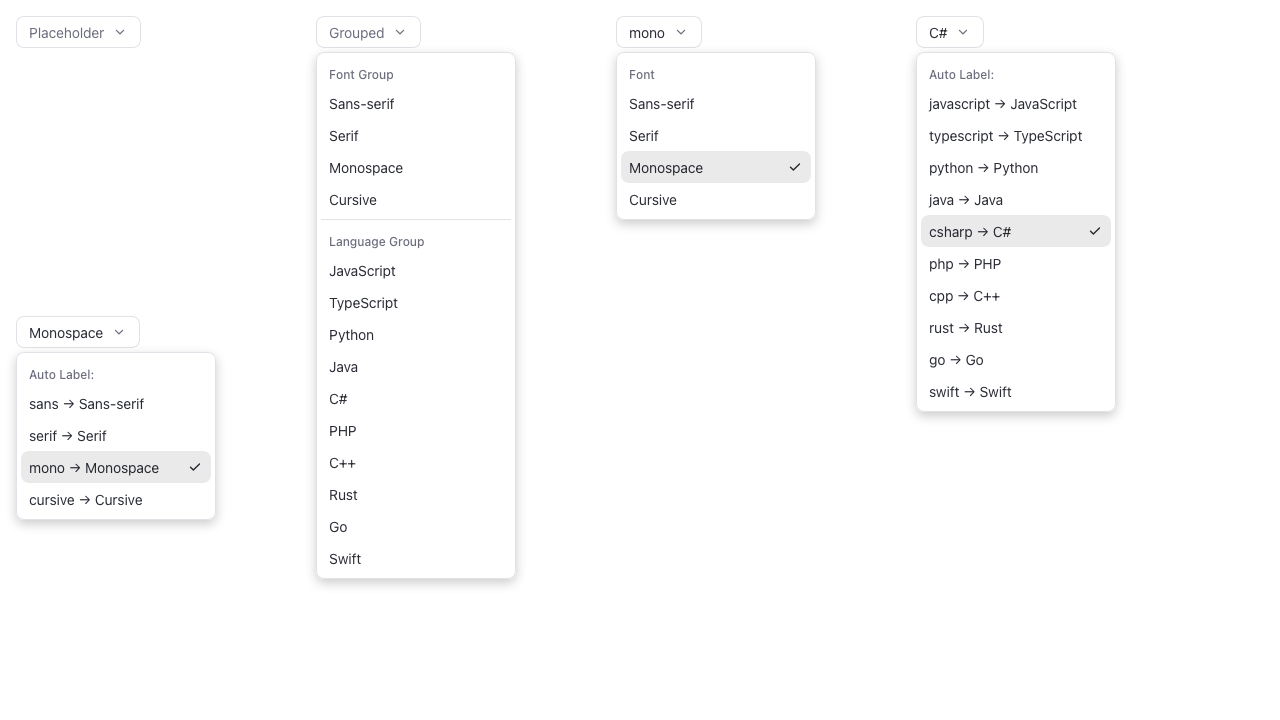 Placeholder
Grouped
Font Group
Sans-serif
Serif
Monospace
Cursive
Language Group
JavaScript
TypeScript
Python
Java
C#
PHP
C++
Rust
Go
Swift
mono
Font
Sans-serif
Serif
Monospace
Cursive
C#
Auto Label:
javascript → JavaScript
typescript → TypeScript
python → Python
java → Java
csharp → C#
php → PHP
cpp → C++
rust → Rust
go → Go
swift → Swift
Monospace
Auto Label:
sans → Sans-serif
serif → Serif
mono → Monospace
cursive → Cursive